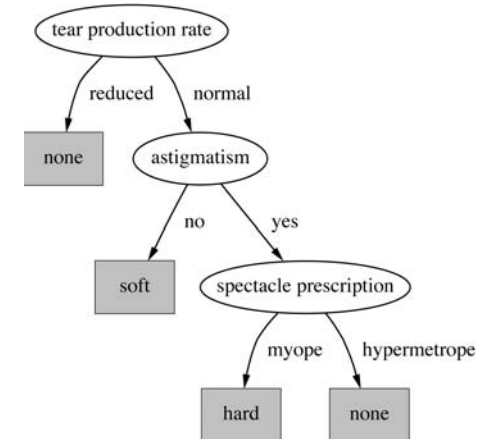 tear production rate
reduced
normal
none
astigmatism
no
yes
soft
spectacle prescription
myope
hypermetrope
hard
none